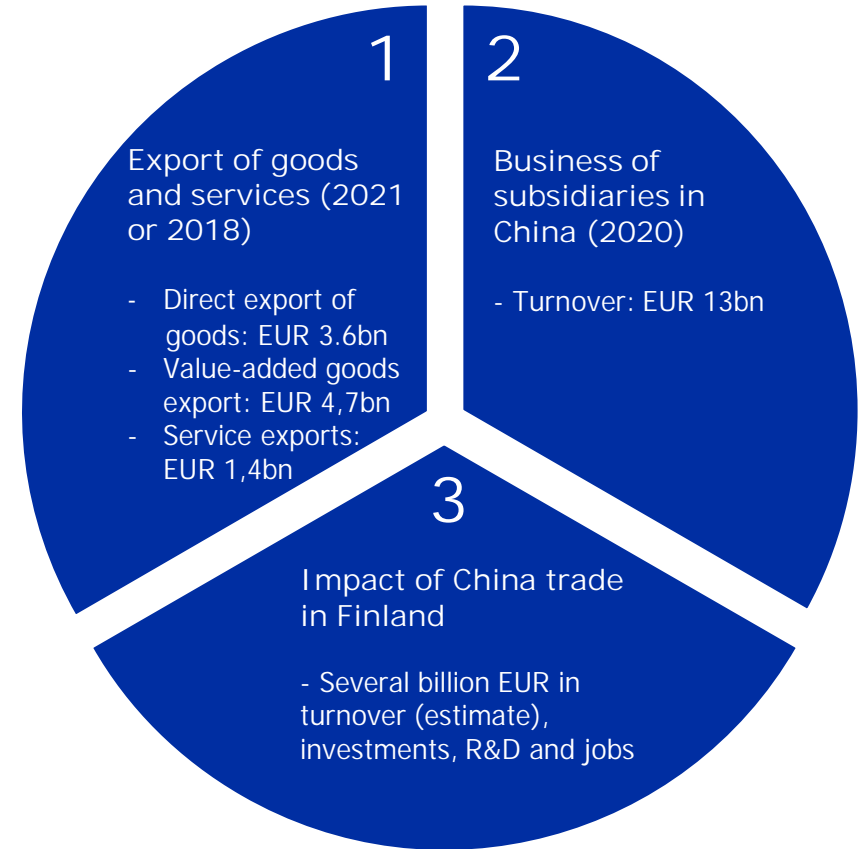 1
Export of goods
and services (2021
or 2018)
- Direct export of
goods: EUR 3.6bn
- Value-added goods
export: EUR 4,7bn
- Service exports:
EUR 1,4bn
2
Business of
subsidiaries in
China (2020)
- Turnover: EUR 13bn
3
Impact of China trade
in Finland
- Several billion EUR in
turnover (estimate),
investments, R&D and jobs